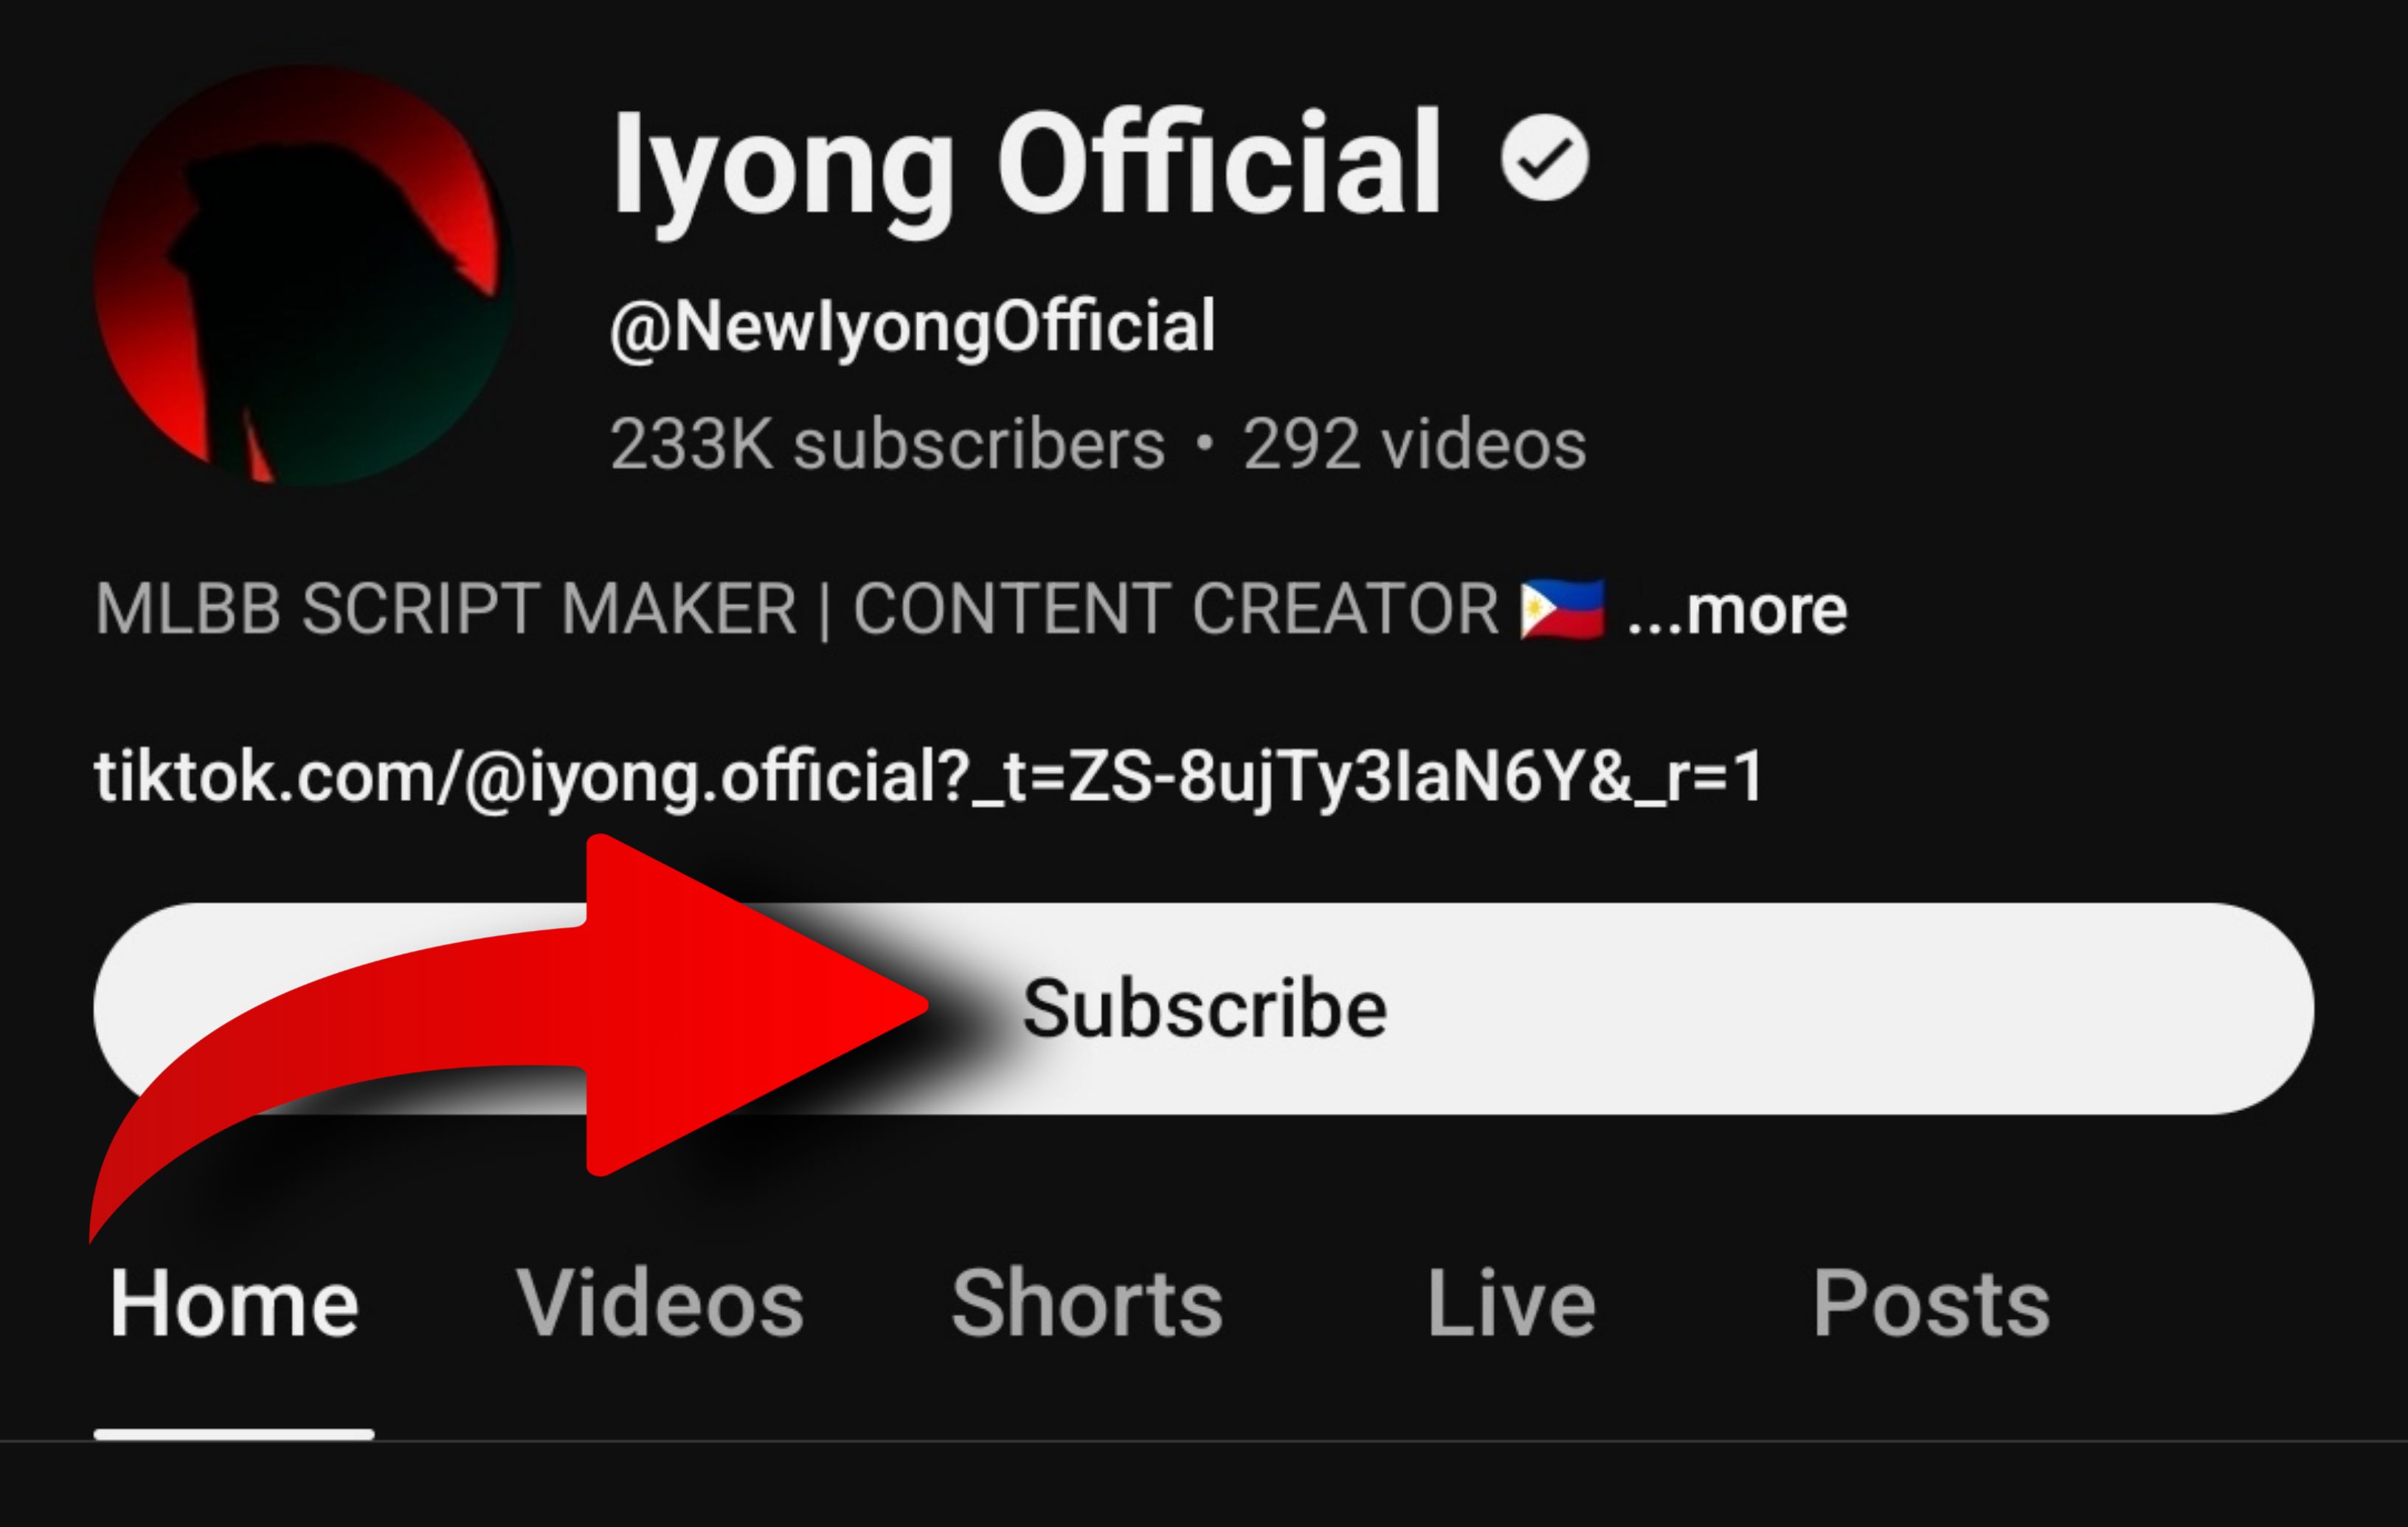 Iyong Official
@NewIyongOfficial
233K subscribers • 292 videos
MLBB SCRIPT MAKER | CONTENT CREATOR 🇵🇭 ...more
tiktok.com/@iyong.official?_t=ZS-8ujTy3IaN6Y&_r=1
Subscribe
Home Videos Shorts Live Posts